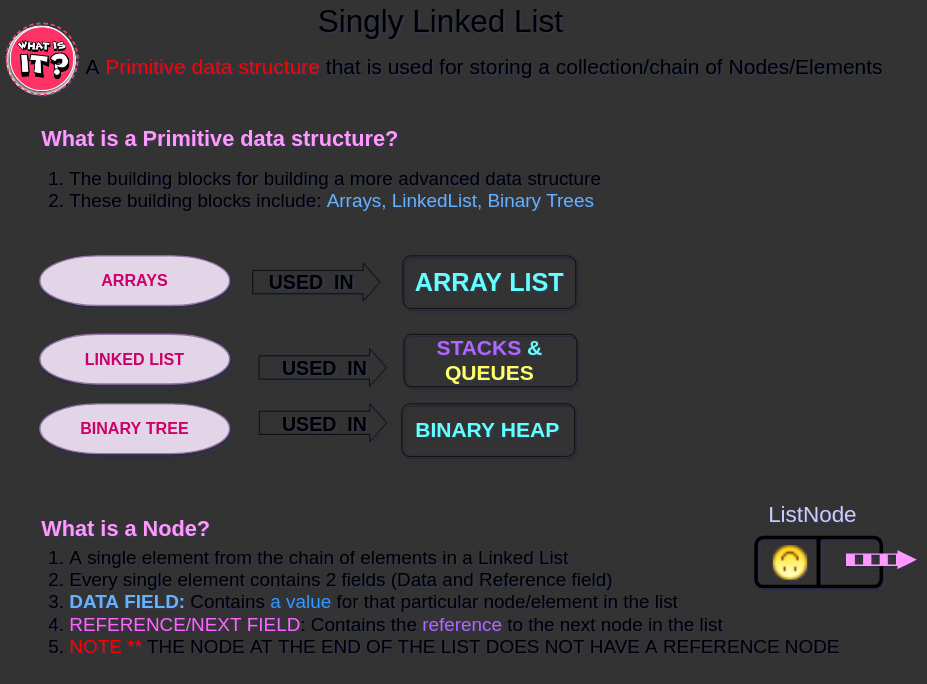 Singly Linked List
WHAT IS
IT?
A Primitive data structure that is used for storing a collection/chain of Nodes/Elements
What is a Primitive data structure?
1. The building blocks for building a more advanced data structure
2. These building blocks include: Arrays, LinkedList, Binary Trees
ARRAYS USED IN ARRAY LIST
LINKED LIST USED IN STACKS &
QUEUES
BINARY TREE USED IN BINARY HEAP
ListNode
What is a Node?
1. A single element from the chain of elements in a Linked List
2. Every single element contains 2 fields (Data and Reference field)
3. DATA FIELD: Contains a value for that particular node/element in the list
4. REFERENCE/NEXT FIELD: Contains the reference to the next node in the list
5. NOTE ** THE NODE AT THE END OF THE LIST DOES NOT HAVE A REFERENCE NODE